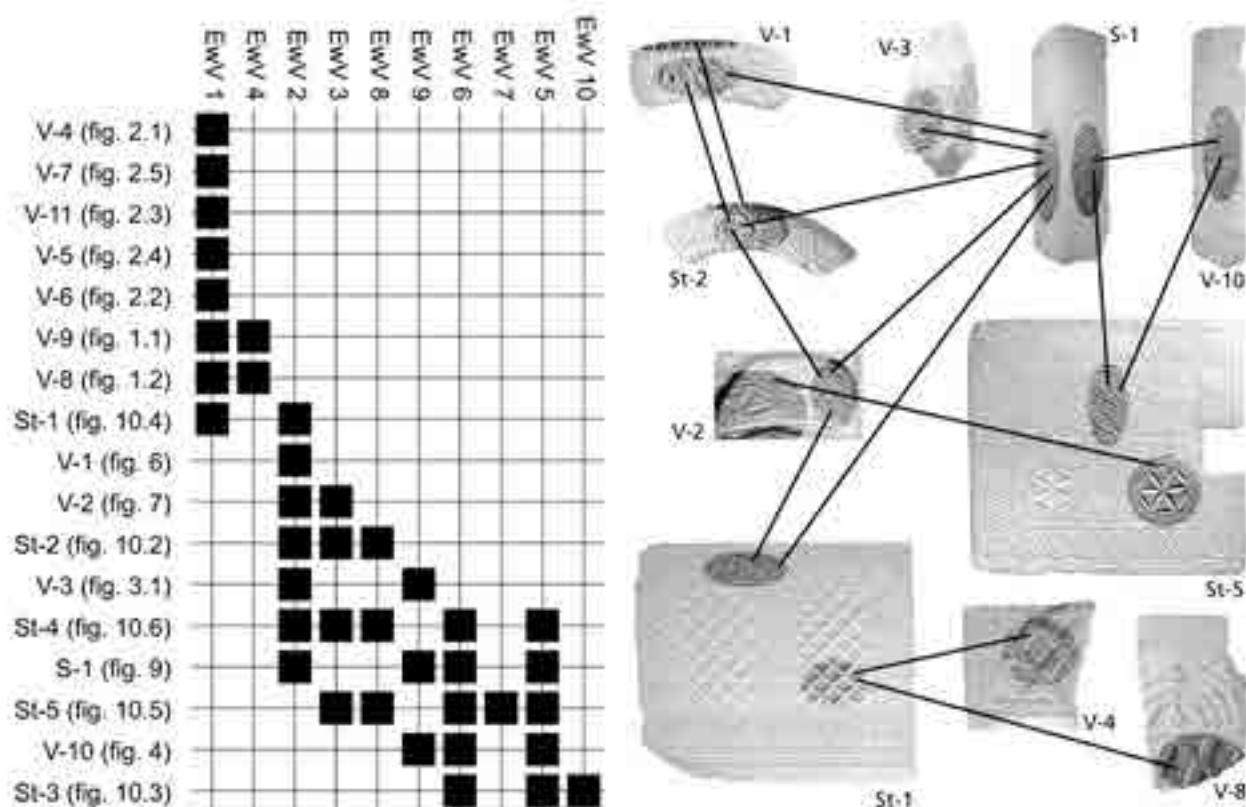 EwV 1
EwV 4
EwV 2
EwV 3
EwV 8
EwV 9
EwV 6
EwV 7
EwV 5
EwV 10
V-4 (fig. 2.1)
V-7 (fig. 2.5)
V-11 (fig. 2.3)
V-5 (fig. 2.4)
V-6 (fig. 2.2)
V-9 (fig. 1.1)
V-8 (fig. 1.2)
St-1 (fig. 10.4)
V-1 (fig. 6)
V-2 (fig. 7)
St-2 (fig. 10.2)
V-3 (fig. 3.1)
St-4 (fig. 10.6)
S-1 (fig. 9)
St-5 (fig. 10.5)
V-10 (fig. 4)
St-3 (fig. 10.3)
V-1
V-3
S-1
St-2
V-10
V-2
St-5
V-4
St-1
V-8